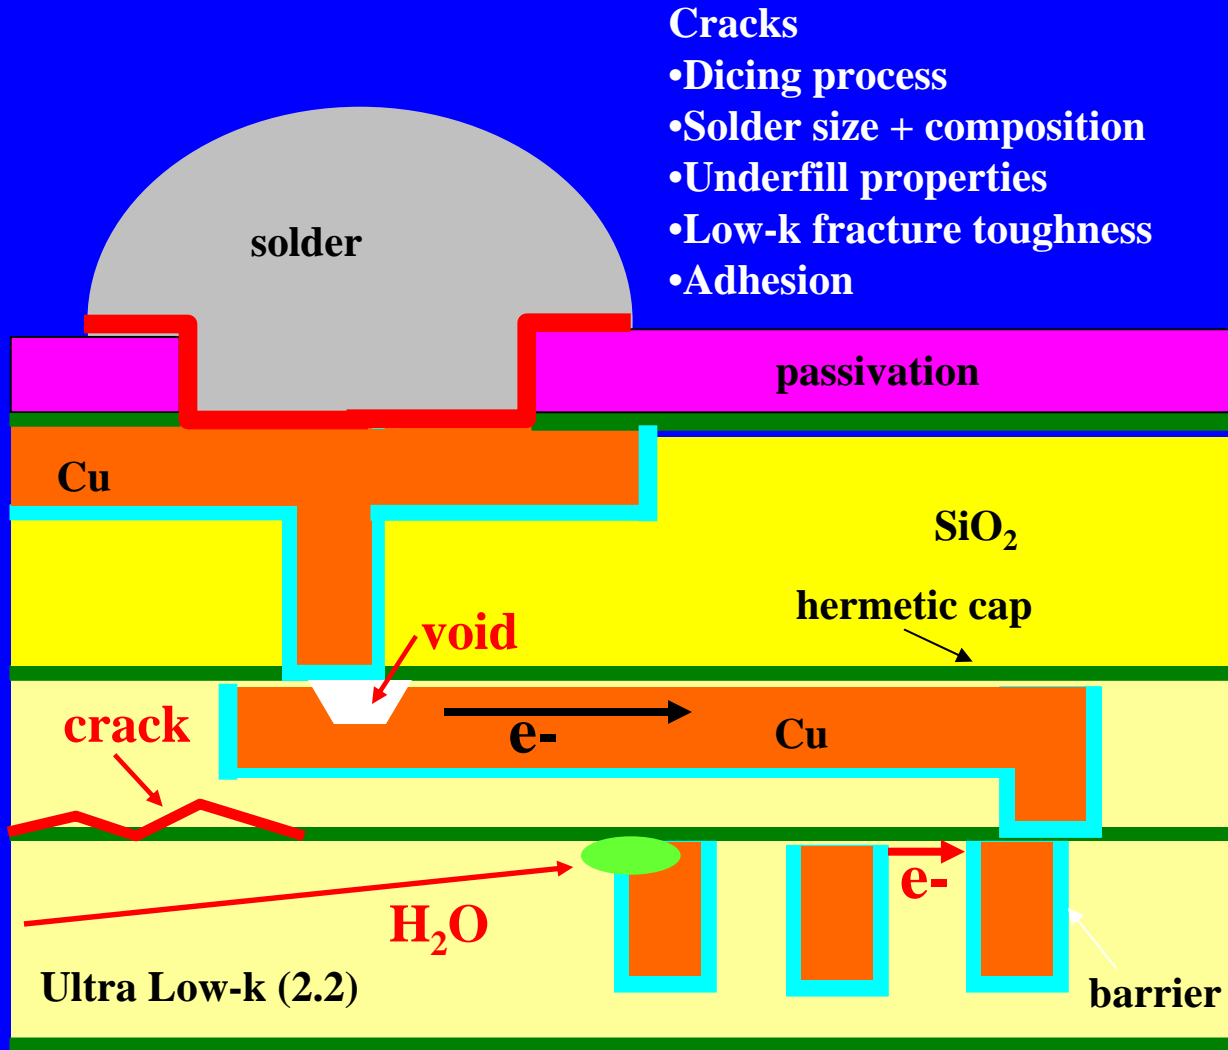 Cracks
•Dicing process
•Solder size + composition
•Underfill properties
•Low-k fracture toughness
•Adhesion
solder
passivation
Cu
SiO₂
hermetic cap
void
crack
e-
Cu
e-
H₂O
Ultra Low-k (2.2)
barrier